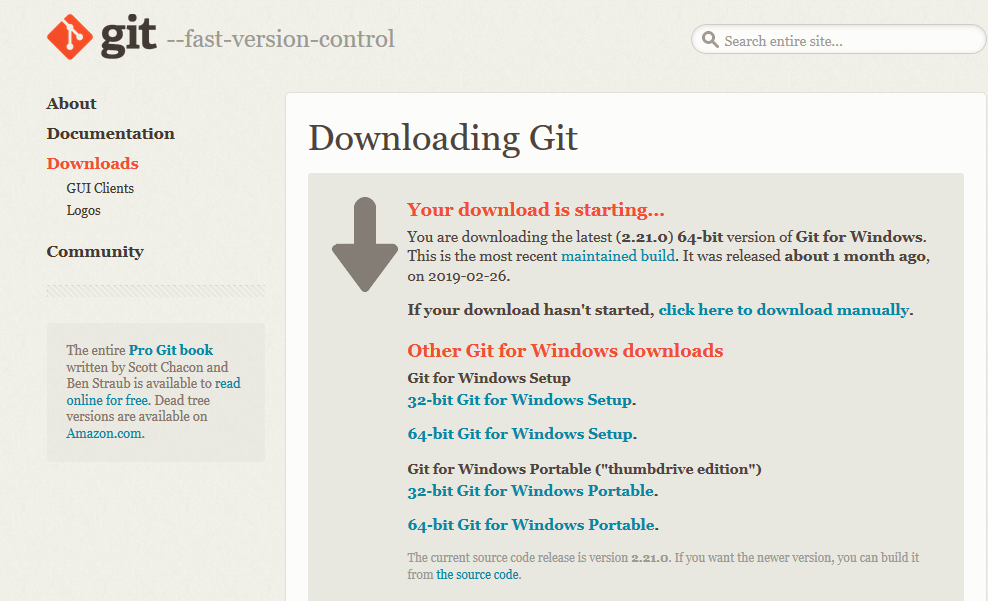 git --fast-version-control
Search entire site...
About
Documentation
Downloads
GUI Clients
Logos
Community
The entire Pro Git book
written by Scott Chacon and
Ben Straub is available to read
online for free. Dead tree
versions are available on
Amazon.com.
Downloading Git
Your download is starting...
You are downloading the latest (2.21.0) 64-bit version of Git for Windows.
This is the most recent maintained build. It was released about 1 month ago,
on 2019-02-26.
If your download hasn't started, click here to download manually.
Other Git for Windows downloads
Git for Windows Setup
32-bit Git for Windows Setup.
64-bit Git for Windows Setup.
Git for Windows Portable ("thumbdrive edition")
32-bit Git for Windows Portable.
64-bit Git for Windows Portable.
The current source code release is version 2.21.0. If you want the newer version, you can build it
from the source code.